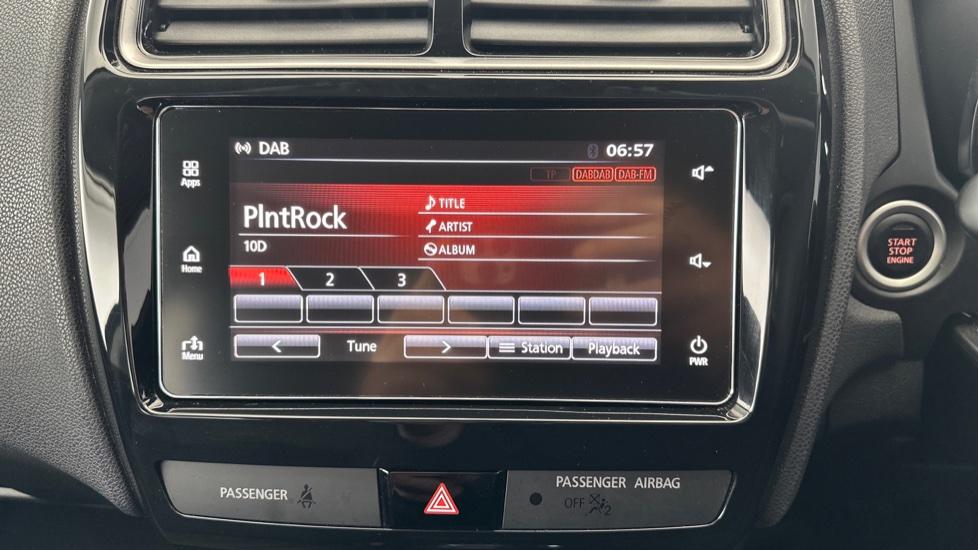 DAB
06:57
TP DABDAB DAB-FM
Apps
TITLE
PlntRock
ARTIST
10D
ALBUM
Home
1 2 3
Menu
< Tune > Station Playback
PWR
START
STOP
ENGINE
PASSENGER
PASSENGER AIRBAG
OFF 2